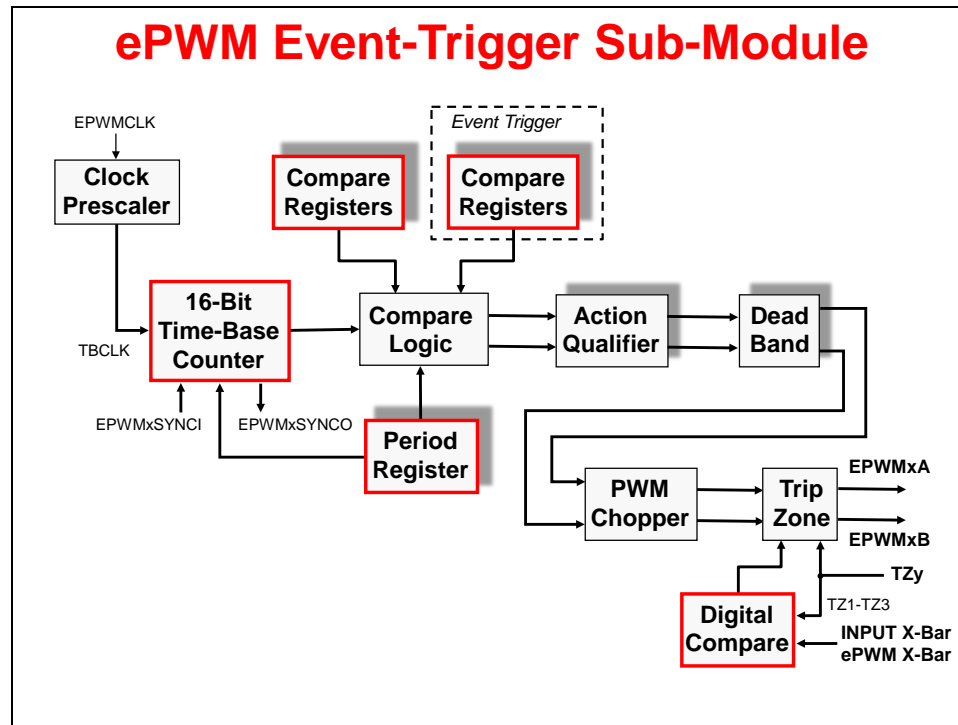 ePWM Event-Trigger Sub-Module
EPWMCLK
Clock
Prescaler
Compare
Registers
Event Trigger
Compare
Registers
TBCLK
16-Bit
Time-Base
Counter
Compare
Logic
Action
Qualifier
Dead
Band
EPWMxSYNCI
EPWMxSYNCO
Period
Register
PWM
Chopper
Trip
Zone
EPWMxA
EPWMxB
TZy
TZ1-TZ3
Digital
Compare
INPUT X-Bar
ePWM X-Bar